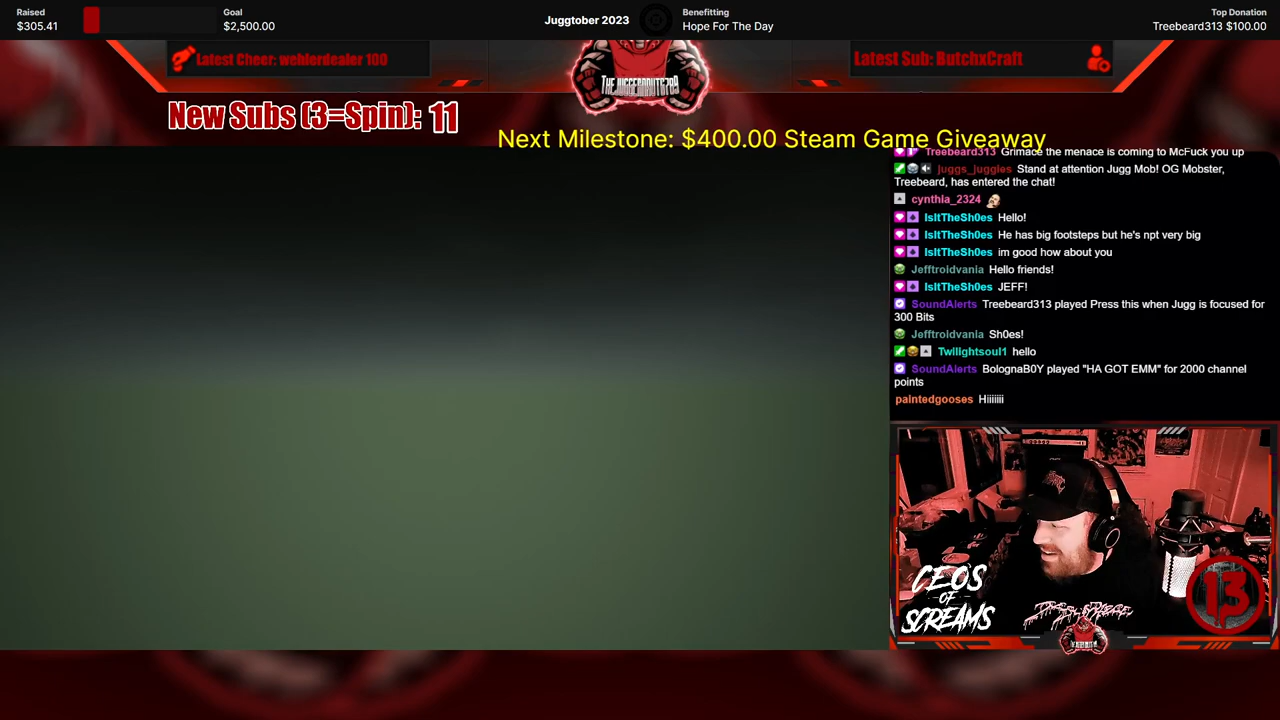 Raised
$305.41
Goal
$2,500.00
Juggtober 2023
Benefitting
Hope For The Day
Top Donation
Treebeard313 $100.00
Latest Cheer: wehlordealer 100
THEJUGGERNAUT6789
Latest Sub: ButchxCraft
New Subs (3=Spin): 11
Next Milestone: $400.00 Steam Game Giveaway
Treebeard313 Grimace the menace is coming to McFuck you up
juggs_juggies Stand at attention Jugg Mob! OG Mobster,
Treebeard, has entered the chat!
cynthia_2324
IsItTheSh0es Hello!
IsItTheSh0es He has big footsteps but he's npt very big
IsItTheSh0es im good how about you
Jefftroidvania Hello friends!
IsItTheSh0es JEFF!
SoundAlerts Treebeard313 played Press this when Jugg is focused for
300 Bits
Jefftroidvania Sh0es!
Twilightsoul1 hello
SoundAlerts BolognaB0Y played "HA GOT EMM" for 2000 channel
points
paintedgooses Hiiiiiii
CEOS
OF
SCREAMS
13